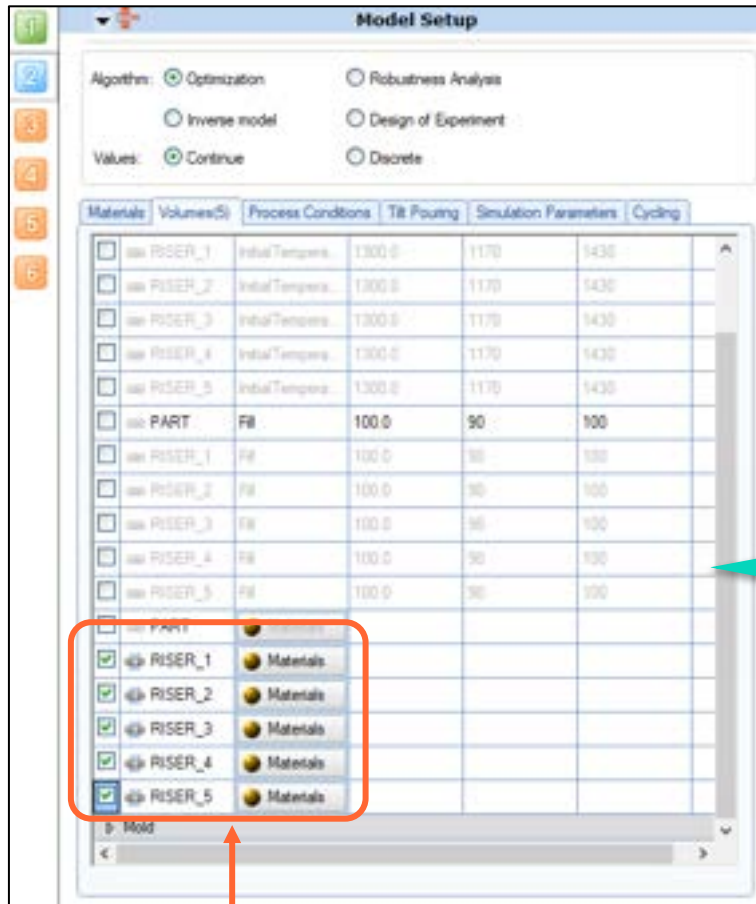 1
Model Setup
2
Algorithm: Optimization Robustness Analysis
3
Inverse model Design of Experiment
4
Values: Continue Discrete
5
Materials Volumes(5) Process Conditions Tilt Pouring Simulation Parameters Cycling
6
RISER_1 InitialTempera... 1300.0 1170 1430
RISER_2 InitialTempera... 1300.0 1170 1430
RISER_3 InitialTempera... 1300.0 1170 1430
RISER_4 InitialTempera... 1300.0 1170 1430
RISER_5 InitialTempera... 1300.0 1170 1430
PART Fill 100.0 90 100
RISER_1 Fill 100.0 90 100
RISER_2 Fill 100.0 90 100
RISER_3 Fill 100.0 90 100
RISER_4 Fill 100.0 90 100
RISER_5 Fill 100.0 90 100
PART Materials
RISER_1 Materials
RISER_2 Materials
RISER_3 Materials
RISER_4 Materials
RISER_5 Materials
Mold